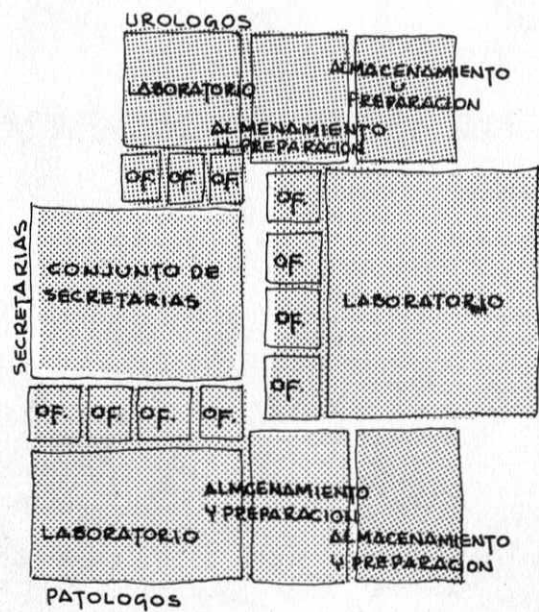 UROLOGOS
LABORATORIO
ALMACENAMIENTO
U
PREPARACION
ALMENAMIENTO
Y PREPARACION
OF. OF. OF.
OF.
OF.
OF.
OF.
SECRETARIAS
CONJUNTO DE
SECRETARIAS
LABORATORIO
OF. OF. OF. OF.
LABORATORIO
ALMCENAMIENTO
Y PREPARACION
ALMACENAMIENTO
Y PREPARACION
PATOLOGOS